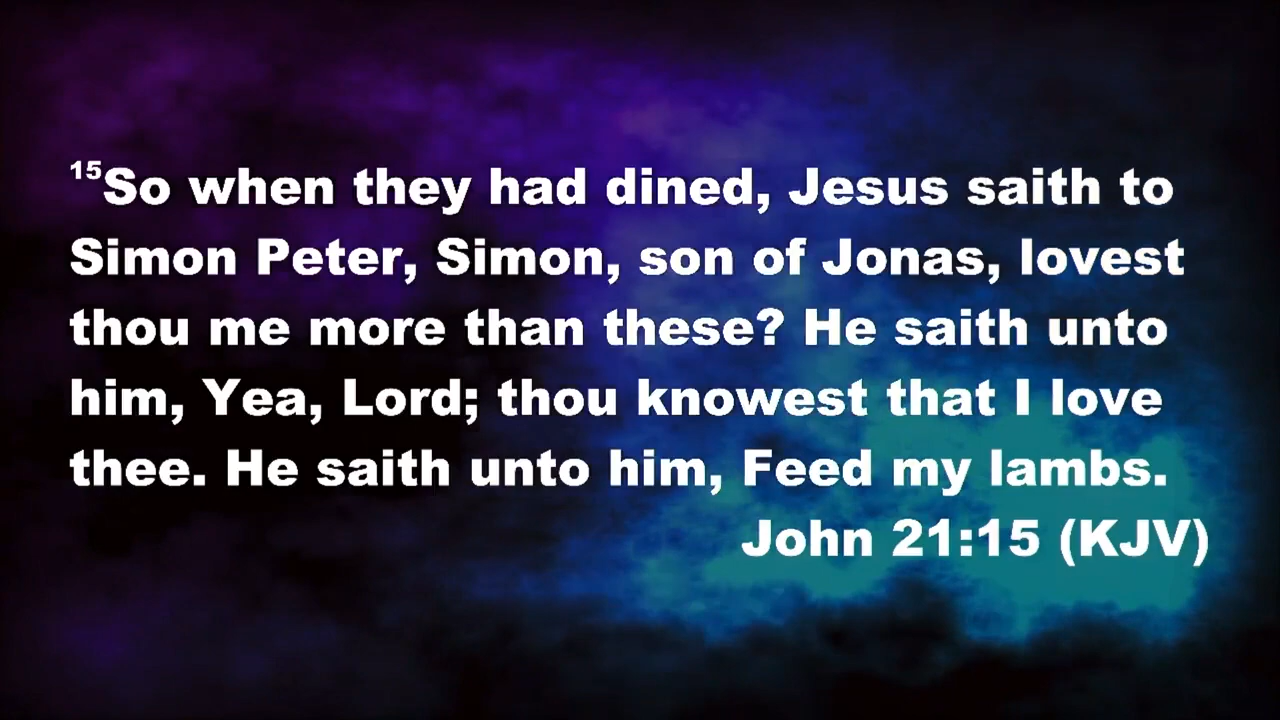 ¹⁵So when they had dined, Jesus saith to
Simon Peter, Simon, son of Jonas, lovest
thou me more than these? He saith unto
him, Yea, Lord; thou knowest that I love
thee. He saith unto him, Feed my lambs.
John 21:15 (KJV)